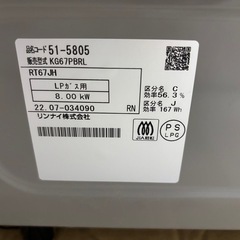 品名コード 51-5805
販売型式 KG67PBRL
RT67JH
LPガス用
8.00 kW
区分名 C
効率56.3 %
区分名 J
167 Wh
22.07-034090
RN
リンナイ株式会社
JIA
PS
LPG